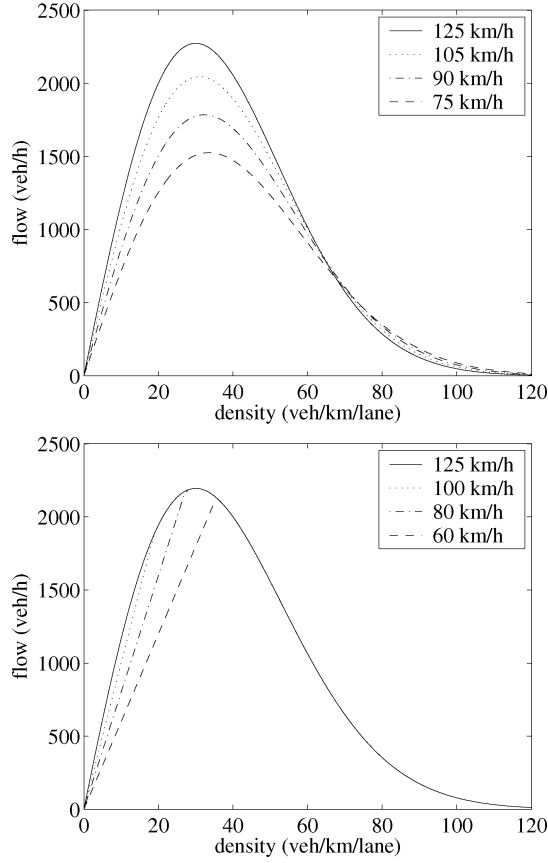 2500
2000
1500
1000
500
0
flow (veh/h)
125 km/h
105 km/h
90 km/h
75 km/h
0 20 40 60 80 100 120
density (veh/km/lane)
2500
2000
1500
1000
500
0
flow (veh/h)
125 km/h
100 km/h
80 km/h
60 km/h
0 20 40 60 80 100 120
density (veh/km/lane)